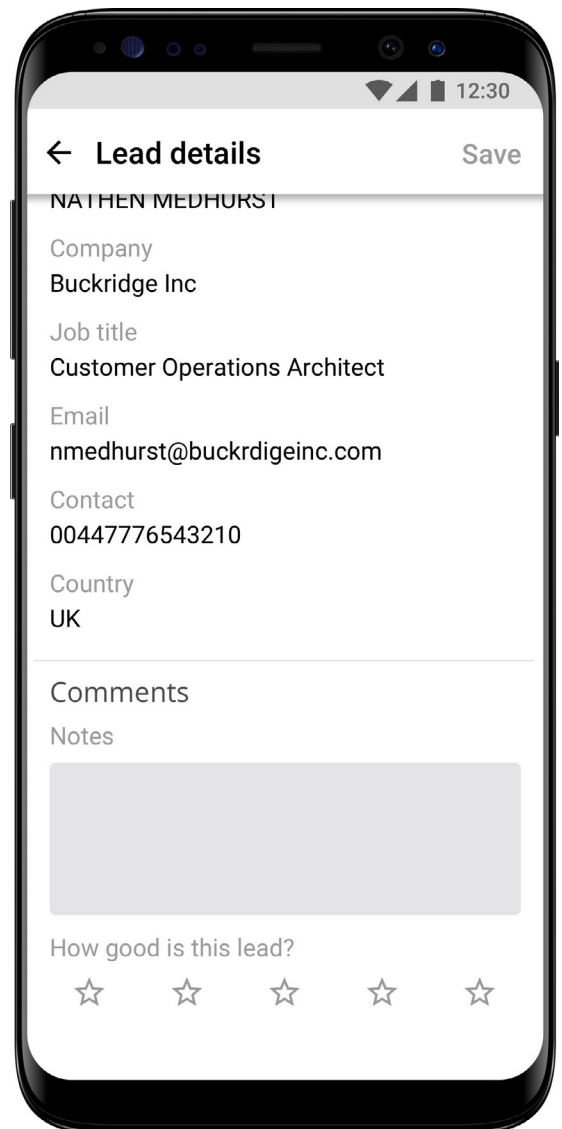 12:30
Lead details
Save
NATHEN MEDHURST
Company
Buckridge Inc
Job title
Customer Operations Architect
Email
nmedhurst@buckrdigeinc.com
Contact
00447776543210
Country
UK
Comments
Notes
How good is this lead?